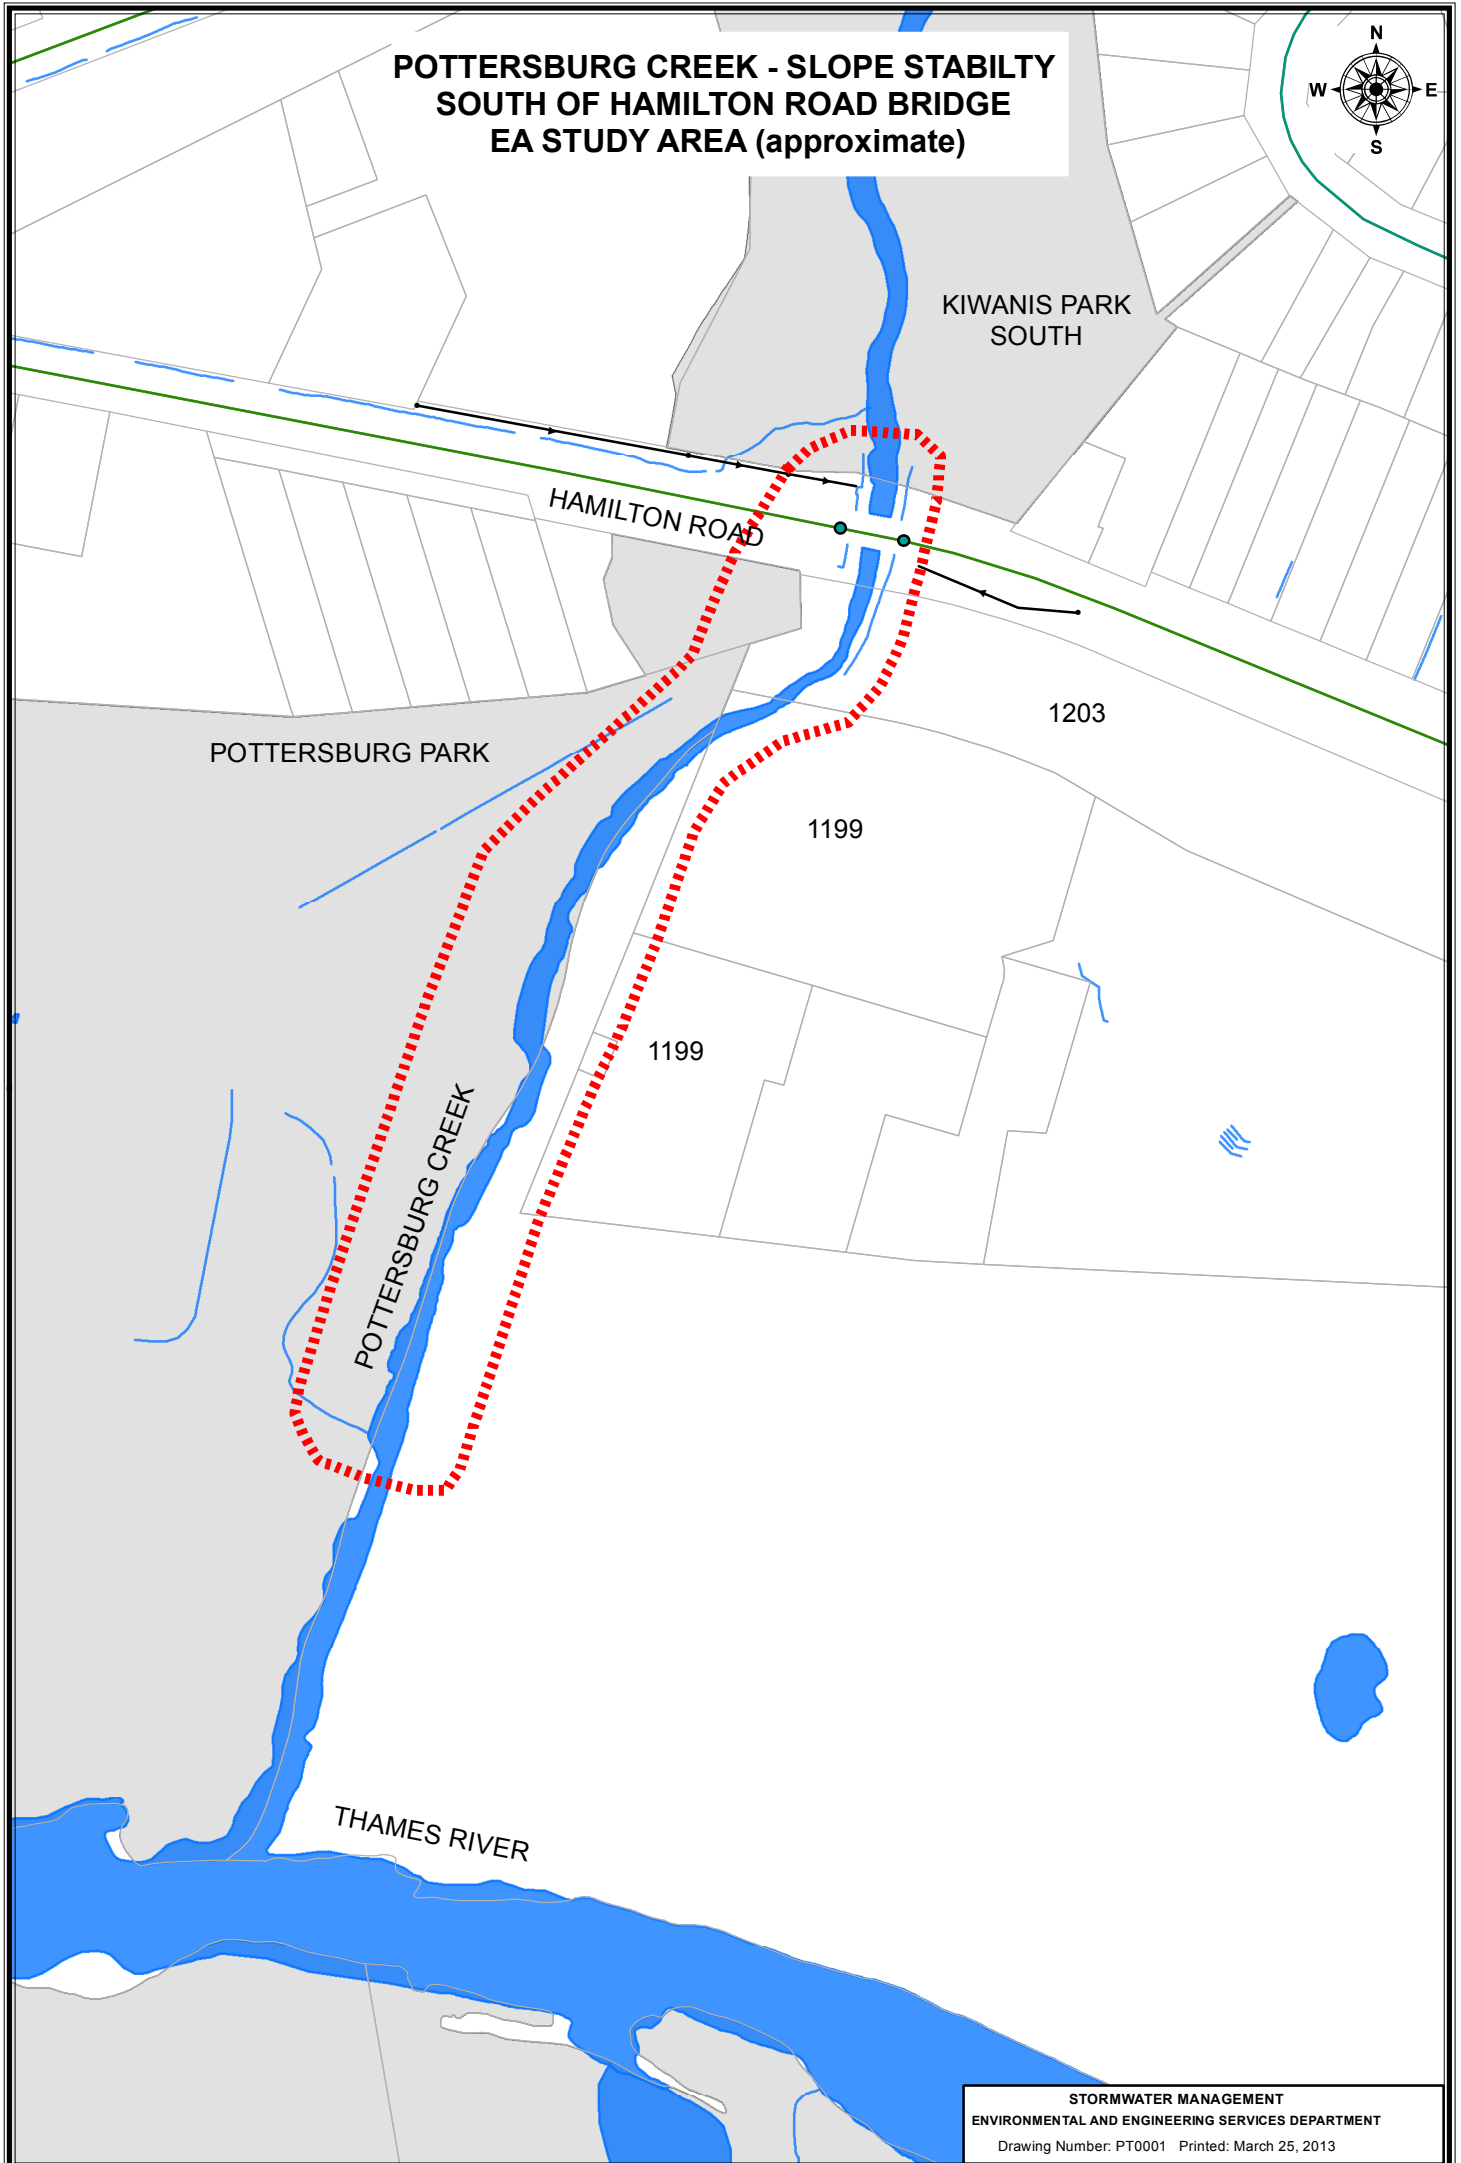 POTTERSBURG CREEK - SLOPE STABILTY
SOUTH OF HAMILTON ROAD BRIDGE
EA STUDY AREA (approximate)
N
W
E
S
KIWANIS PARK
SOUTH
HAMILTON ROAD
1203
POTTERSBURG PARK
1199
1199
POTTERSBURG CREEK
THAMES RIVER
STORMWATER MANAGEMENT
ENVIRONMENTAL AND ENGINEERING SERVICES DEPARTMENT
Drawing Number: PT0001 Printed: March 25, 2013